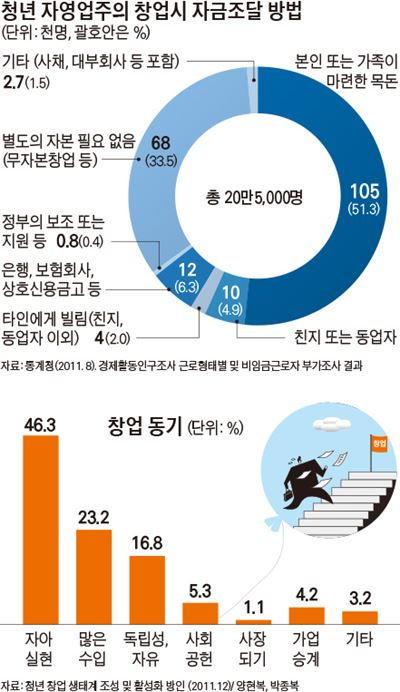 청년 자영업주의 창업시 자금조달 방법
(단위: 천명, 괄호안은 %)
기타 (사채, 대부회사 등 포함)
2.7(1.5)
본인 또는 가족이
마련한 목돈
105
(51.3)
별도의 자본 필요 없음
(무자본창업 등)
68
(33.5)
총 20만5,000명
정부의 보조 또는
지원 등 0.8(0.4)
은행, 보험회사,
상호신용금고 등
12
(6.3)
타인에게 빌림(친지,
동업자 이외) 4(2.0)
10
(4.9)
친지 또는 동업자
자료: 통계청(2011. 8). 경제활동인구조사 근로형태별 및 비임금근로자 부가조사 결과
창업 동기 (단위: %)
창업
46.3
23.2
16.8
5.3
1.1
4.2
3.2
자아
실현
많은
수입
독립성,
자유
사회
공헌
사장
되기
가업
승계
기타
자료: 청년 창업 생태계 조성 및 활성화 방안 (2011.12)/ 양현봉, 박종복